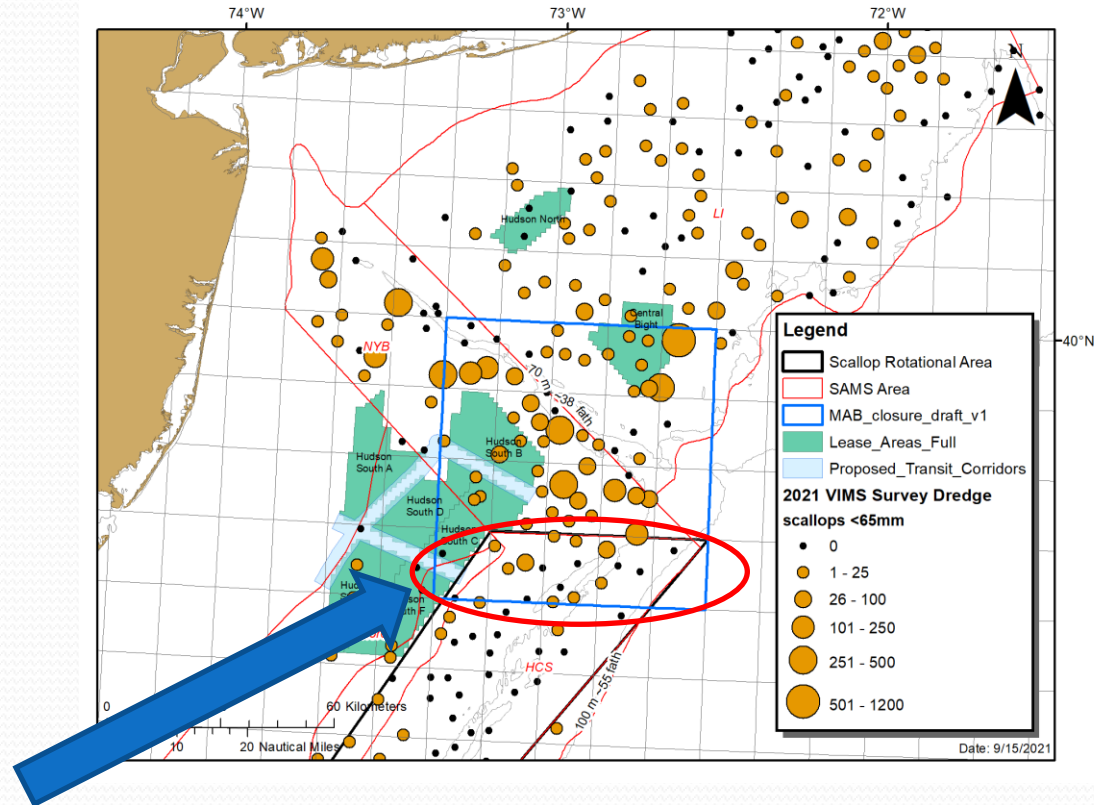 74°W
73°W
72°W
N
Hudson North
LI
Central
Bight
40°N
NYB
70 m ~38 fath
Hudson
South A
Hudson
South B
Hudson
South D
Hudson
South C
HCS
100 m ~55 fath
0
60 Kilometers
10
20 Nautical Miles
Legend
Scallop Rotational Area
SAMS Area
MAB_closure_draft_v1
Lease_Areas_Full
Proposed_Transit_Corridors
2021 VIMS Survey Dredge
scallops <65mm
0
1 - 25
26 - 100
101 - 250
251 - 500
501 - 1200
Date: 9/15/2021